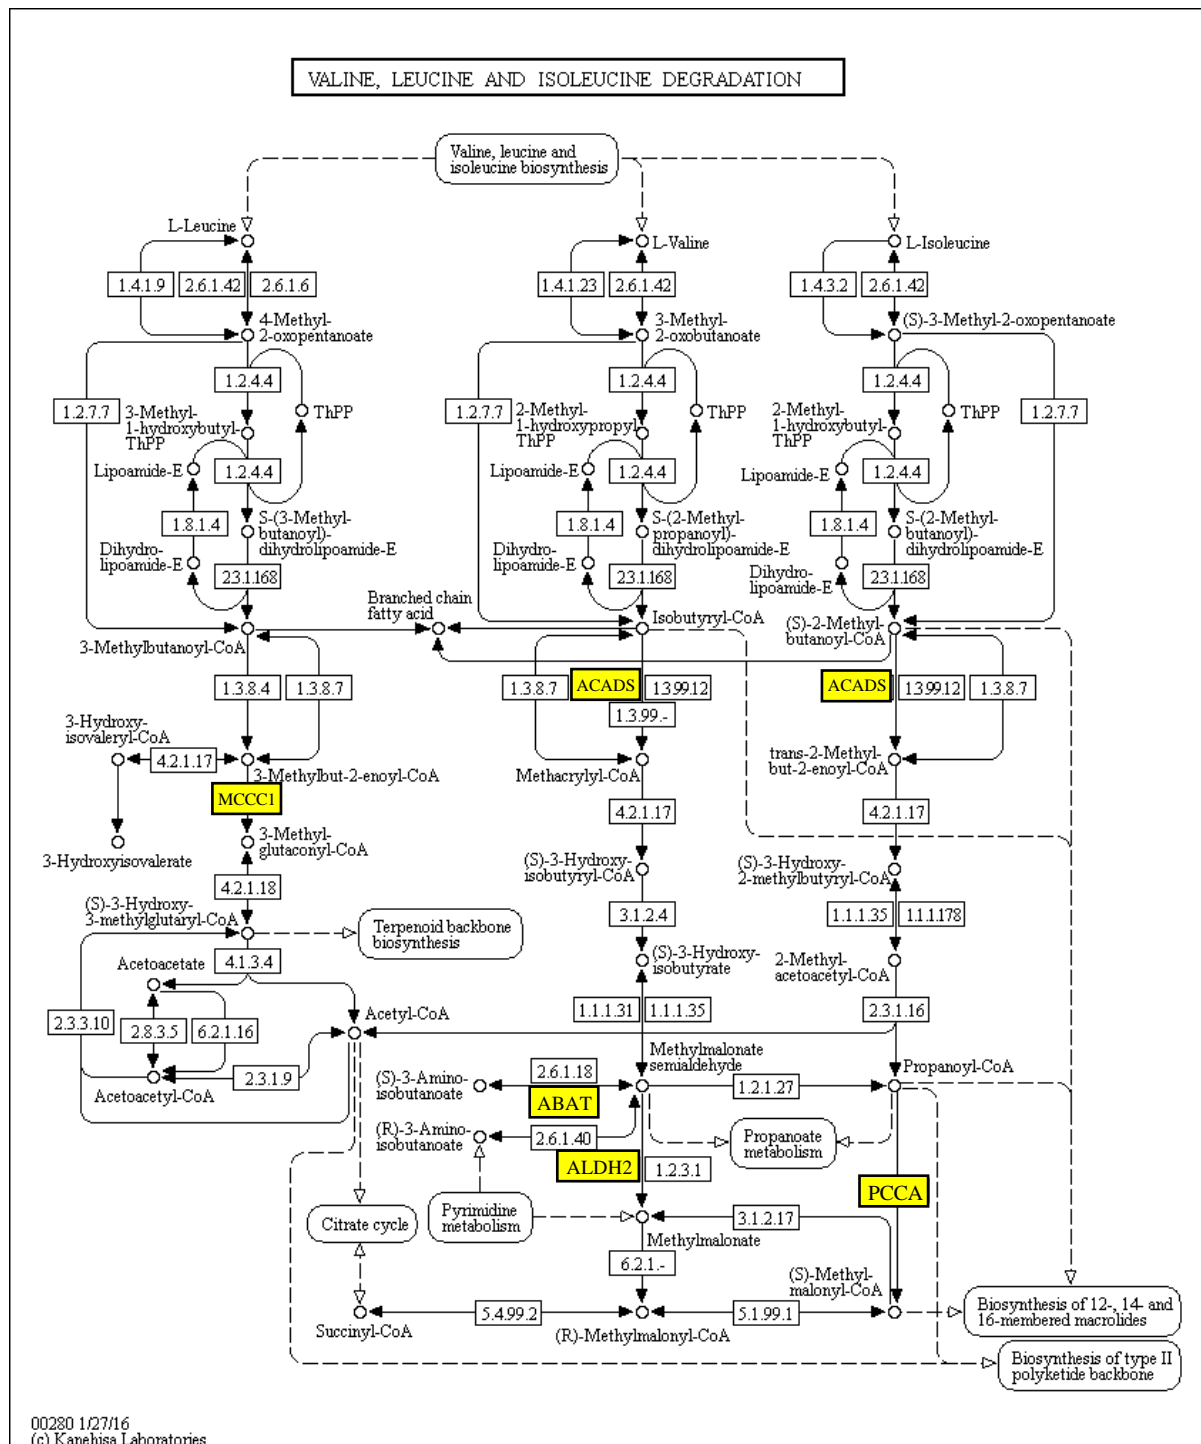 VALINE, LEUCINE AND ISOLEUCINE DEGRADATION
Valine, leucine and
isoleucine biosynthesis
L-Leucine
L-Valine
L-Isoleucine
1.4.1.9
2.6.1.42
2.6.1.6
1.4.1.23
2.6.1.42
1.4.3.2
2.6.1.42
4-Methyl-
2-oxopentanoate
3-Methyl-
2-oxobutanoate
(S)-3-Methyl-2-oxopentanoate
1.2.4.4
1.2.4.4
1.2.4.4
1.2.7.7
3-Methyl-
1-hydroxybutyl-
ThPP
ThPP
1.2.7.7
2-Methyl-
1-hydroxypropyl
ThPP
ThPP
2-Methyl-
1-hydroxybutyl-
ThPP
ThPP
1.2.7.7
Lipoamide-E
1.2.4.4
Lipoamide-E
1.2.4.4
Lipoamide-E
1.2.4.4
1.8.1.4
S-(3-Methyl-
butanoyl)-
dihydrolipoamide-E
1.8.1.4
S-(2-Methyl-
propanoyl)-
dihydrolipoamide-E
1.8.1.4
S-(2-Methyl-
butanoyl)-
dihydrolipoamide-E
Dihydro-
lipoamide-E
2.3.1.168
Dihydro-
lipoamide-E
2.3.1.168
Dihydro-
lipoamide-E
2.3.1.168
Branched chain
fatty acid
3-Methylbutanoyl-CoA
Isobutyryl-CoA
(S)-2-Methyl-
butanoyl-CoA
1.3.8.4
1.3.8.7
1.3.8.7
ACADS
1.3.99.12
1.3.99.-
ACADS
1.3.99.12
1.3.8.7
3-Hydroxy-
isovaleryl-CoA
4.2.1.17
3-Methylbut-2-enoyl-CoA
Methacrylyl-CoA
trans-2-Methyl-
but-2-enoyl-CoA
MCCC1
4.2.1.17
4.2.1.17
3-Hydroxyisovalerate
3-Methyl-
glutaconyl-CoA
(S)-3-Hydroxy-
isobutyryl-CoA
(S)-3-Hydroxy-
2-methylbutyryl-CoA
4.2.1.18
3.1.2.4
1.1.1.35
1.1.1.178
(S)-3-Hydroxy-
3-methylglutaryl-CoA
Terpenoid backbone
biosynthesis
(S)-3-Hydroxy-
isobutyrate
2-Methyl-
acetoacetyl-CoA
4.1.3.4
Acetoacetate
2.3.3.10
2.8.3.5
6.2.1.16
Acetyl-CoA
1.1.1.31
1.1.1.35
2.3.1.16
2.3.1.9
Acetoacetyl-CoA
Methylmalonate
semialdehyde
Propanoyl-CoA
(S)-3-Amino-
isobutanoate
2.6.1.18
ABAT
1.2.1.27
(R)-3-Amino-
isobutanoate
2.6.1.40
Propanoate
metabolism
ALDH2
1.2.3.1
PCCA
Citrate cycle
Pyrimidine
metabolism
3.1.2.17
Methylmalonate
6.2.1.-
(S)-Methyl-
malonyl-CoA
5.4.99.2
5.1.99.1
Succinyl-CoA
(R)-Methylmalonyl-CoA
Biosynthesis of 12-, 14- and
16-membered macrolides
Biosynthesis of type II
polyketide backbone
00280 1/27/16
(c) Kanehisa Laboratories